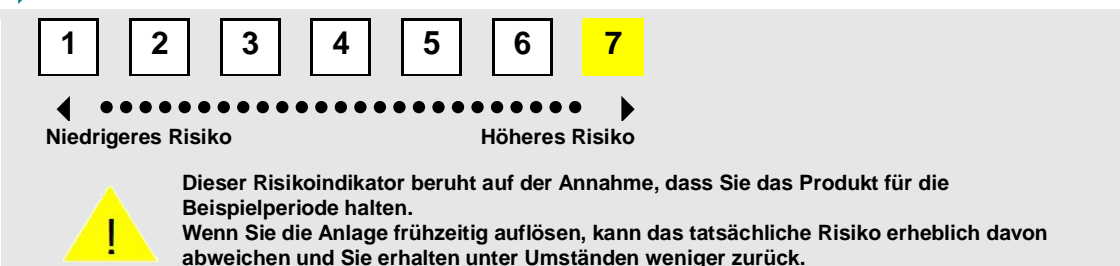 1 2 3 4 5 6 7
Niedrigeres Risiko Höheres Risiko
Dieser Risikoindikator beruht auf der Annahme, dass Sie das Produkt für die
Beispielperiode halten.
! Wenn Sie die Anlage frühzeitig auflösen, kann das tatsächliche Risiko erheblich davon
abweichen und Sie erhalten unter Umständen weniger zurück.